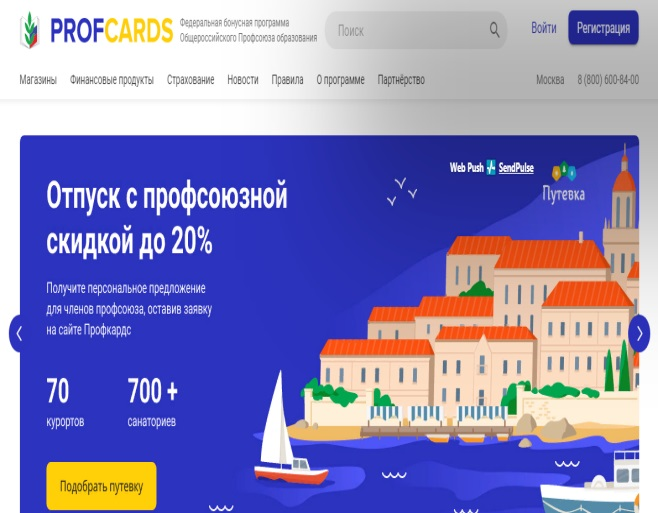 PROFCARDS
Федеральная бонусная программа
Общероссийского Профсоюза образования
Поиск
Войти
Регистрация
Магазины Финансовые продукты Страхование Новости Правила О программе Партнёрство
Москва 8 (800) 600-84-00
Web Push SendPulse
Путевка
Отпуск с профсоюзной
скидкой до 20%
Получите персональное предложение
для членов профсоюза, оставив заявку
на сайте Профкардс
70 700 +
курортов санаториев
Подобрать путевку